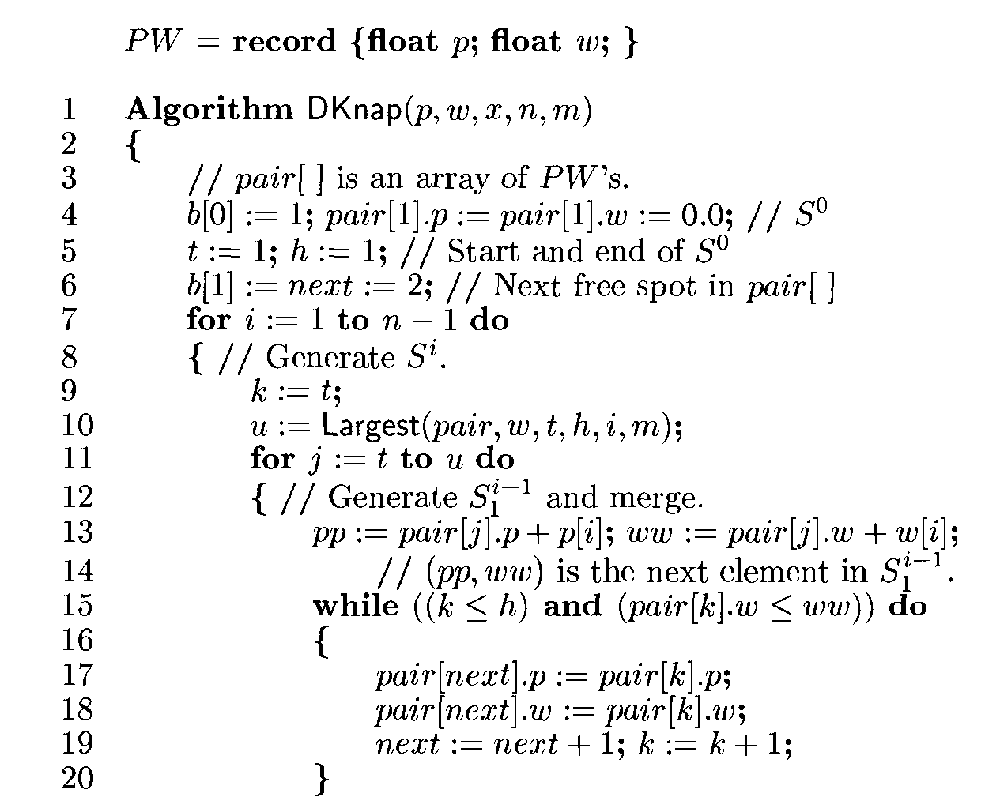 PW = record {float p; float w; }
1 Algorithm DKnap(p, w, x, n, m)
2 {
3 // pair[ ] is an array of PW's.
4 b[0] := 1; pair[1].p := pair[1].w := 0.0; // S⁰
5 t := 1; h := 1; // Start and end of S⁰
6 b[1] := next := 2; // Next free spot in pair[ ]
7 for i := 1 to n − 1 do
8 { // Generate Sⁱ.
9 k := t;
10 u := Largest(pair, w, t, h, i, m);
11 for j := t to u do
12 { // Generate S₁ⁱ⁻¹ and merge.
13 pp := pair[j].p + p[i]; ww := pair[j].w + w[i];
14 // (pp, ww) is the next element in S₁ⁱ⁻¹.
15 while ((k ≤ h) and (pair[k].w ≤ ww)) do
16 {
17 pair[next].p := pair[k].p;
18 pair[next].w := pair[k].w;
19 next := next + 1; k := k + 1;
20 }